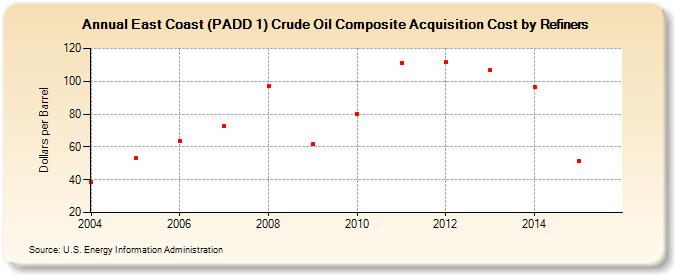 Annual East Coast (PADD 1) Crude Oil Composite Acquisition Cost by Refiners
Dollars per Barrel
120
100
80
60
40
20
2004 2006 2008 2010 2012 2014
Source: U.S. Energy Information Administration